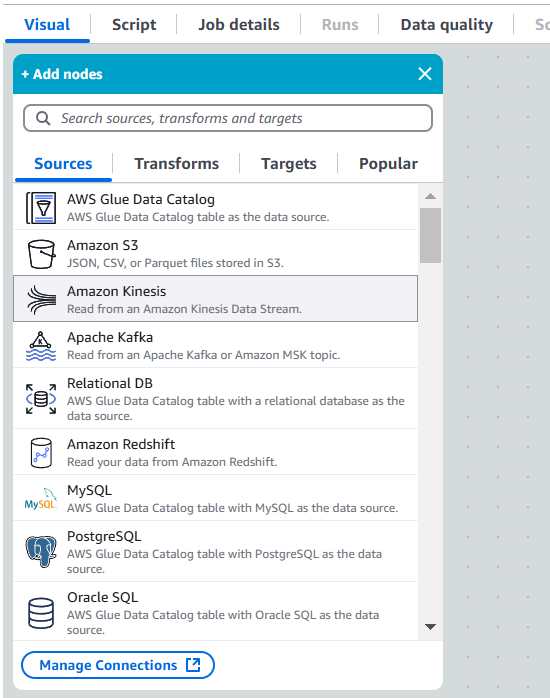 Visual Script Job details Runs Data quality Sc
+ Add nodes
Search sources, transforms and targets
Sources Transforms Targets Popular
AWS Glue Data Catalog
AWS Glue Data Catalog table as the data source.
Amazon S3
JSON, CSV, or Parquet files stored in S3.
Amazon Kinesis
Read from an Amazon Kinesis Data Stream.
K
Apache Kafka
Read from an Apache Kafka or Amazon MSK topic.
Relational DB
AWS Glue Data Catalog table with a relational database as the
data source.
Amazon Redshift
Read your data from Amazon Redshift.
MySQL
MySQL
AWS Glue Data Catalog table with MySQL as the data source.
PostgreSQL
AWS Glue Data Catalog table with PostgreSQL as the data
source.
Oracle SQL
AWS Glue Data Catalog table with Oracle SQL as the data
source.
Manage Connections